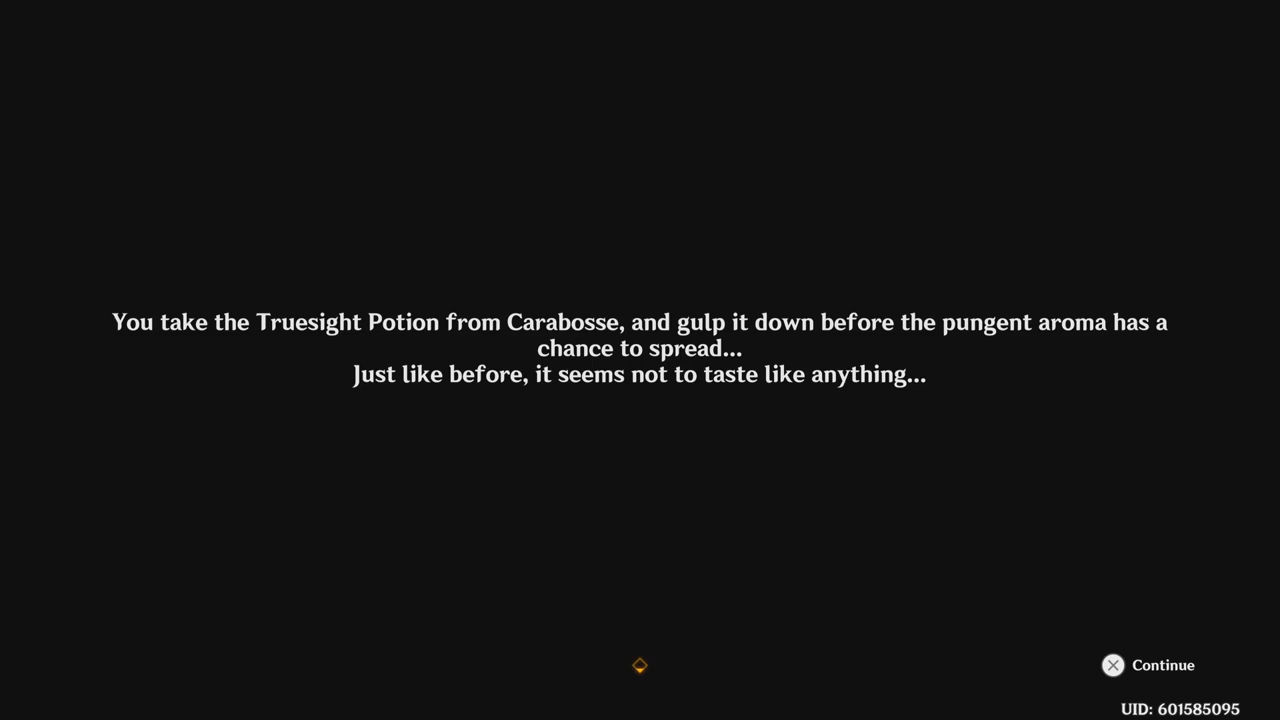 You take the Truesight Potion from Carabosse, and gulp it down before the pungent aroma has a
chance to spread...
Just like before, it seems not to taste like anything...
Continue
UID: 601585095